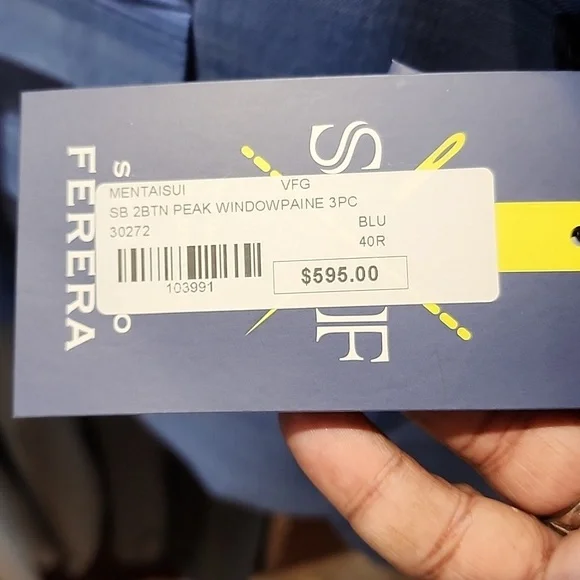 MENTAISUI VFG
SB 2BTN PEAK WINDOWPAINE 3PC
30272 BLU
40R
$595.00
103991
S
FERERA
O
S
F